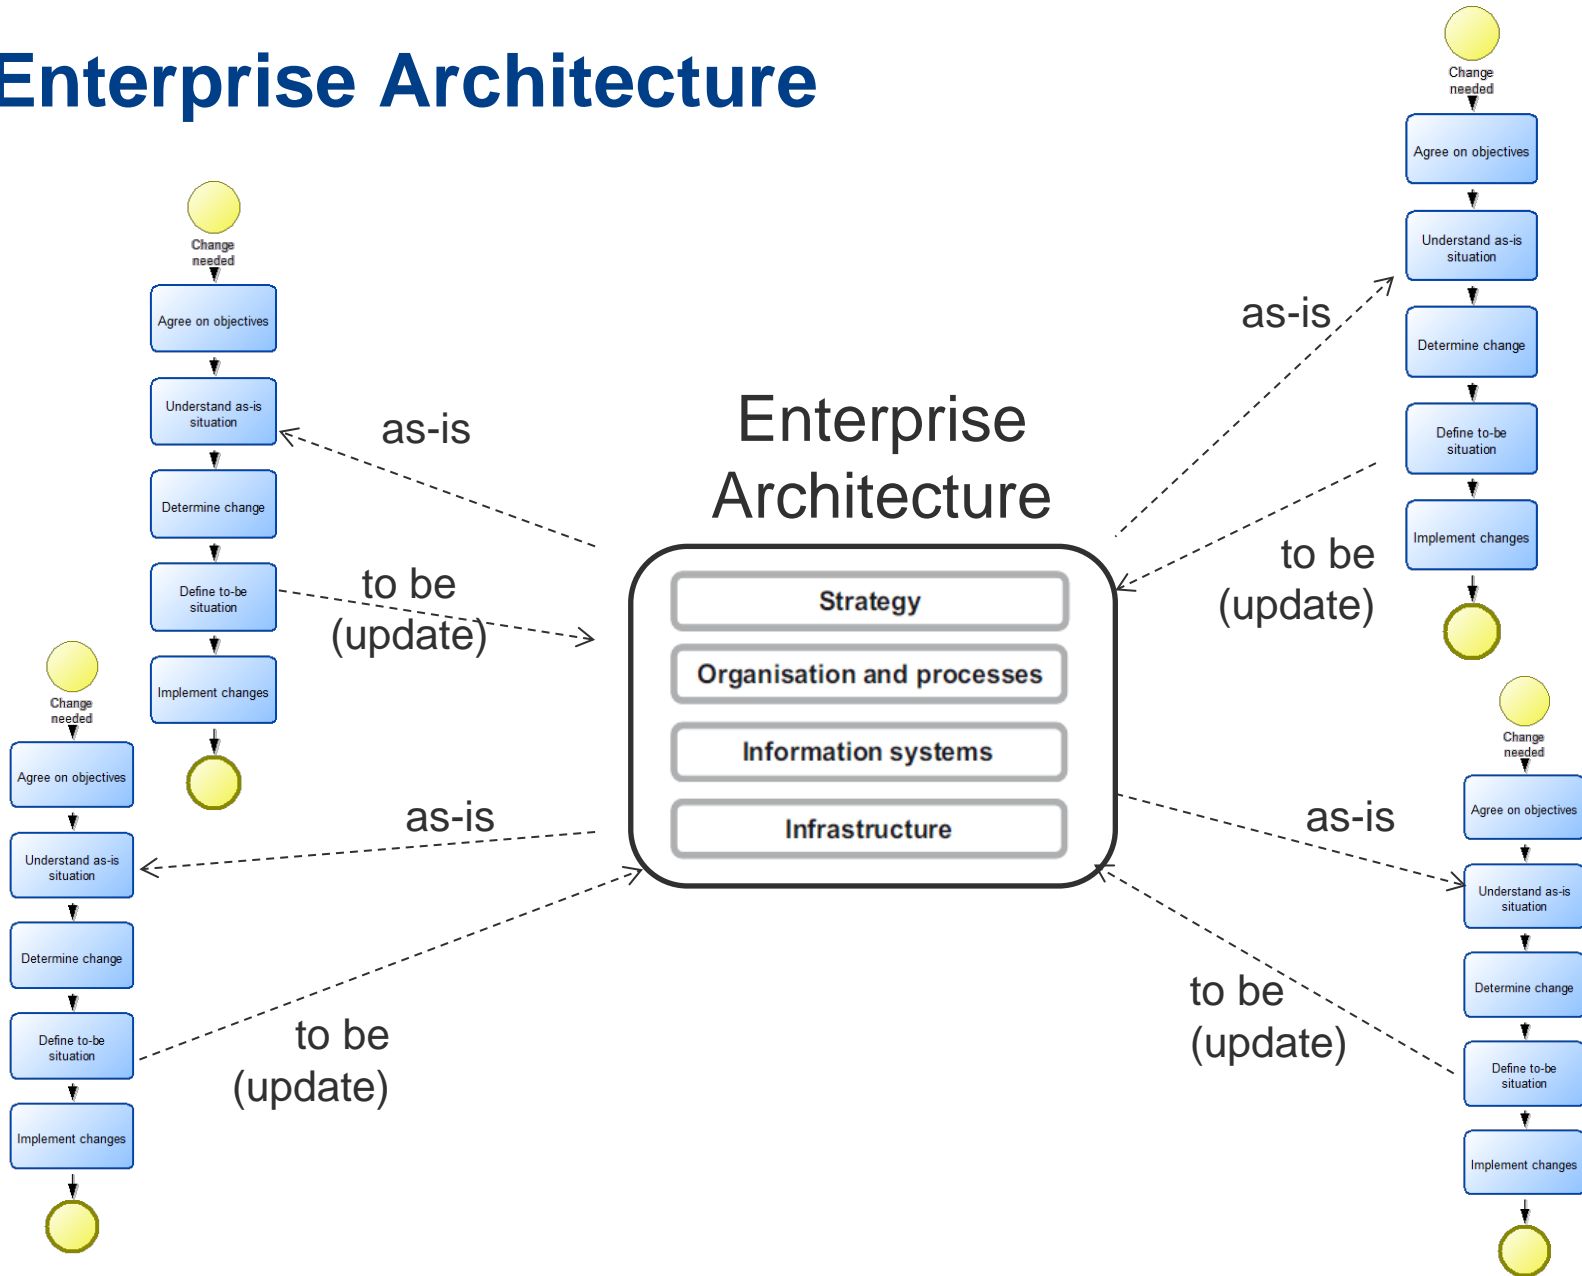 Enterprise Architecture
Change
needed
Agree on objectives
Understand as-is
situation
Determine change
Define to-be
situation
Implement changes
Change
needed
Agree on objectives
Understand as-is
situation
Determine change
Define to-be
situation
Implement changes
as-is
to be
(update)
Enterprise
Architecture
Strategy
Organisation and processes
Information systems
Infrastructure
as-is
to be
(update)
Change
needed
Agree on objectives
Understand as-is
situation
Determine change
Define to-be
situation
Implement changes
as-is
to be
(update)
Change
needed
Agree on objectives
Understand as-is
situation
Determine change
Define to-be
situation
Implement changes
as-is
to be
(update)